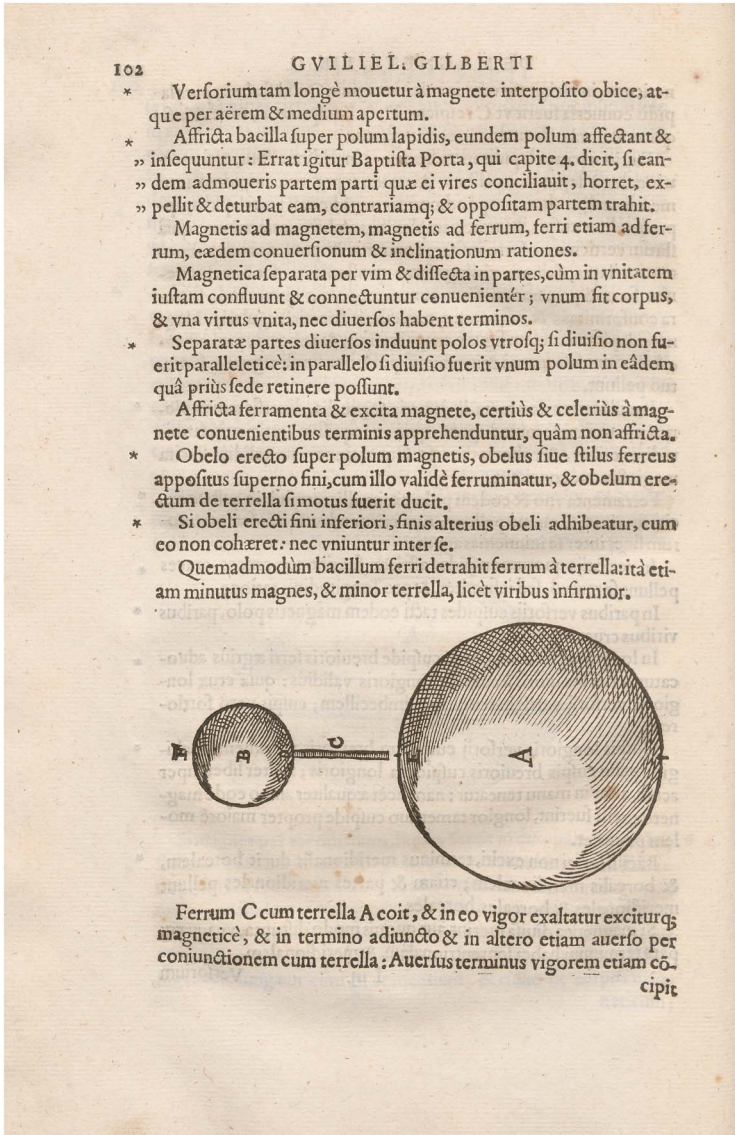 102 GVILIEL. GILBERTI
* Verſorium tam longè mouetur à magnete interpoſito obice, at-
que per aërem & medium apertum.
* Affricta bacilla ſuper polum lapidis, eundem polum affectant &
„ inſequuntur: Errat igitur Baptiſta Porta, qui capite 4. dicit, ſi ean-
„ dem admoueris partem parti quæ ei vires conciliauit, horret, ex-
„ pellit & deturbat eam, contrariamq; & oppoſitam partem trahit.
Magnetis ad magnetem, magnetis ad ferrum, ferri etiam ad fer-
rum, eædem conuerſionum & inclinationum rationes.
Magnetica ſeparata per vim & diſſecta in partes, cùm in vnitatem
iuſtam confluunt & connectuntur conuenientér; vnum fit corpus,
& vna virtus vnita, nec diuerſos habent terminos.
* Separatæ partes diuerſos induunt polos vtroſq; ſi diuiſio non fu-
erit paralleleticè: in parallelo ſi diuiſio fuerit vnum polum in eâdem
quâ priùs ſede retinere poſſunt.
Affricta ferramenta & excita magnete, certiùs & celeriùs à mag-
nete conuenientibus terminis apprehenduntur, quàm non affricta.
* Obelo erecto ſuper polum magnetis, obelus ſiue ſtilus ferreus
appoſitus ſuperno fini, cum illo validè ferruminatur, & obelum ere-
ctum de terrella ſi motus fuerit ducit.
* Si obeli erecti fini inferiori, finis alterius obeli adhibeatur, cum
eo non cohæret: nec vniuntur inter ſe.
Quemadmodùm bacillum ferri detrahit ferrum à terrella: ità eti-
am minutus magnes, & minor terrella, licèt viribus infirmior.
F B C E A
Ferrum C cum terrella A coit, & in eo vigor exaltatur exciturq;
magneticè, & in termino adiuncto & in altero etiam auerſo per
coniunctionem cum terrella: Auerſus terminus vigorem etiam cō-
cipit